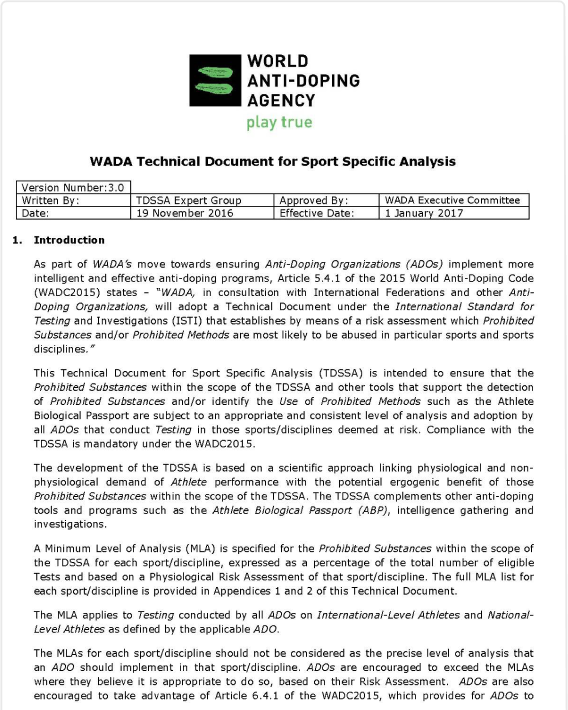 WORLD
ANTI-DOPING
AGENCY
play true
WADA Technical Document for Sport Specific Analysis
Version Number: 3.0
Written By: TDSSA Expert Group Approved By: WADA Executive Committee
Date: 19 November 2016 Effective Date: 1 January 2017
1. Introduction
As part of WADA's move towards ensuring Anti-Doping Organizations (ADOs) implement more
intelligent and effective anti-doping programs, Article 5.4.1 of the 2015 World Anti-Doping Code
(WADC2015) states – "WADA, in consultation with International Federations and other Anti-
Doping Organizations, will adopt a Technical Document under the International Standard for
Testing and Investigations (ISTI) that establishes by means of a risk assessment which Prohibited
Substances and/or Prohibited Methods are most likely to be abused in particular sports and sports
disciplines."
This Technical Document for Sport Specific Analysis (TDSSA) is intended to ensure that the
Prohibited Substances within the scope of the TDSSA and other tools that support the detection
of Prohibited Substances and/or identify the Use of Prohibited Methods such as the Athlete
Biological Passport are subject to an appropriate and consistent level of analysis and adoption by
all ADOs that conduct Testing in those sports/disciplines deemed at risk. Compliance with the
TDSSA is mandatory under the WADC2015.
The development of the TDSSA is based on a scientific approach linking physiological and non-
physiological demand of Athlete performance with the potential ergogenic benefit of those
Prohibited Substances within the scope of the TDSSA. The TDSSA complements other anti-doping
tools and programs such as the Athlete Biological Passport (ABP), intelligence gathering and
investigations.
A Minimum Level of Analysis (MLA) is specified for the Prohibited Substances within the scope of
the TDSSA for each sport/discipline, expressed as a percentage of the total number of eligible
Tests and based on a Physiological Risk Assessment of that sport/discipline. The full MLA list for
each sport/discipline is provided in Appendices 1 and 2 of this Technical Document.
The MLA applies to Testing conducted by all ADOs on International-Level Athletes and National-
Level Athletes as defined by the applicable ADO.
The MLAs for each sport/discipline should not be considered as the precise level of analysis that
an ADO should implement in that sport/discipline. ADOs are encouraged to exceed the MLAs
where they believe it is appropriate to do so, based on their Risk Assessment. ADOs are also
encouraged to take advantage of Article 6.4.1 of the WADC2015, which provides for ADOs to